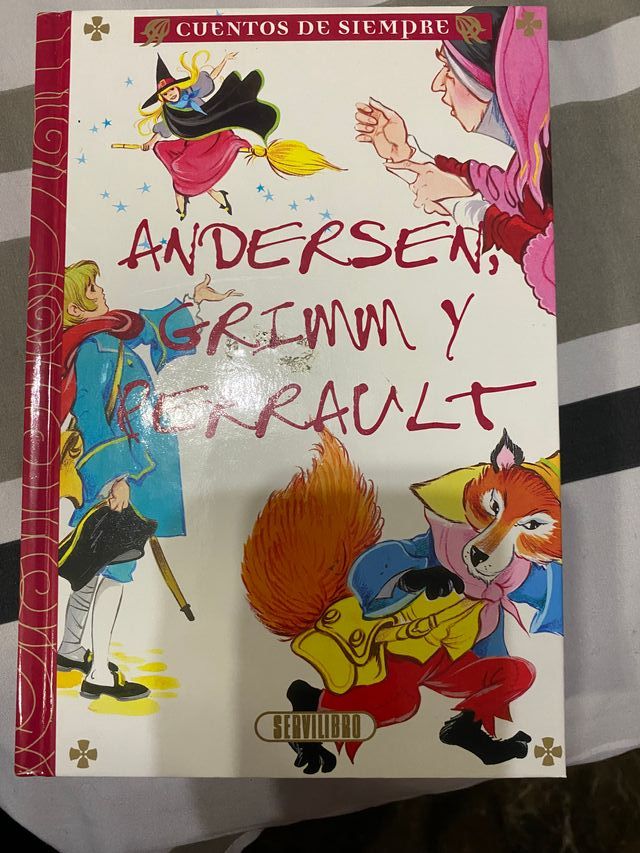 CUENTOS DE SIEMPRE
ANDERSEN,
GRIMM Y
PERRAULT
SERVILIBRO